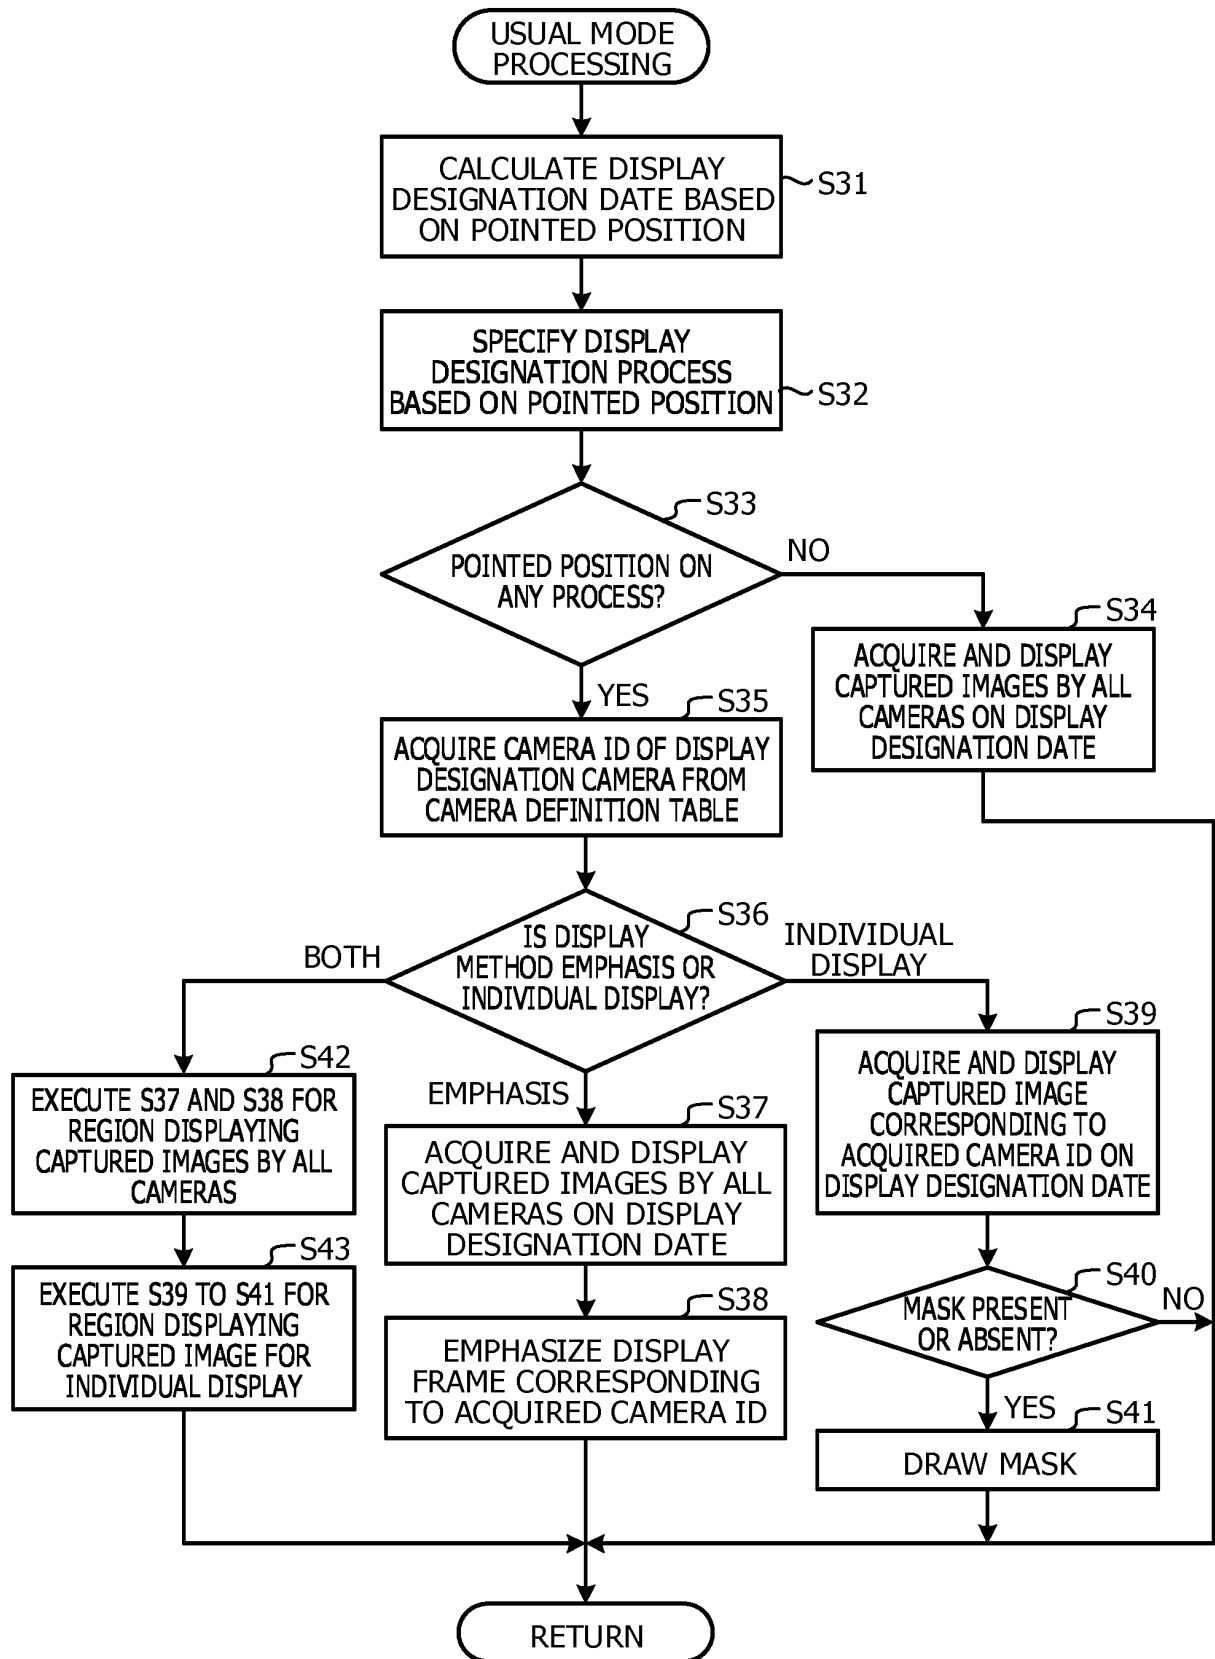 USUAL MODE
PROCESSING
CALCULATE DISPLAY
DESIGNATION DATE BASED
ON POINTED POSITION
S31
SPECIFY DISPLAY
DESIGNATION PROCESS
BASED ON POINTED POSITION
S32
S33
POINTED POSITION ON
ANY PROCESS?
NO
S34
ACQUIRE AND DISPLAY
CAPTURED IMAGES BY ALL
CAMERAS ON DISPLAY
DESIGNATION DATE
YES
S35
ACQUIRE CAMERA ID OF DISPLAY
DESIGNATION CAMERA FROM
CAMERA DEFINITION TABLE
S36
IS DISPLAY
METHOD EMPHASIS OR
INDIVIDUAL DISPLAY?
BOTH
INDIVIDUAL
DISPLAY
S42
EXECUTE S37 AND S38 FOR
REGION DISPLAYING
CAPTURED IMAGES BY ALL
CAMERAS
S43
EXECUTE S39 TO S41 FOR
REGION DISPLAYING
CAPTURED IMAGE FOR
INDIVIDUAL DISPLAY
EMPHASIS
S37
ACQUIRE AND DISPLAY
CAPTURED IMAGES BY ALL
CAMERAS ON DISPLAY
DESIGNATION DATE
S38
EMPHASIZE DISPLAY
FRAME CORRESPONDING
TO ACQUIRED CAMERA ID
S39
ACQUIRE AND DISPLAY
CAPTURED IMAGE
CORRESPONDING TO
ACQUIRED CAMERA ID ON
DISPLAY DESIGNATION DATE
S40
MASK PRESENT
OR ABSENT?
NO
YES
S41
DRAW MASK
RETURN